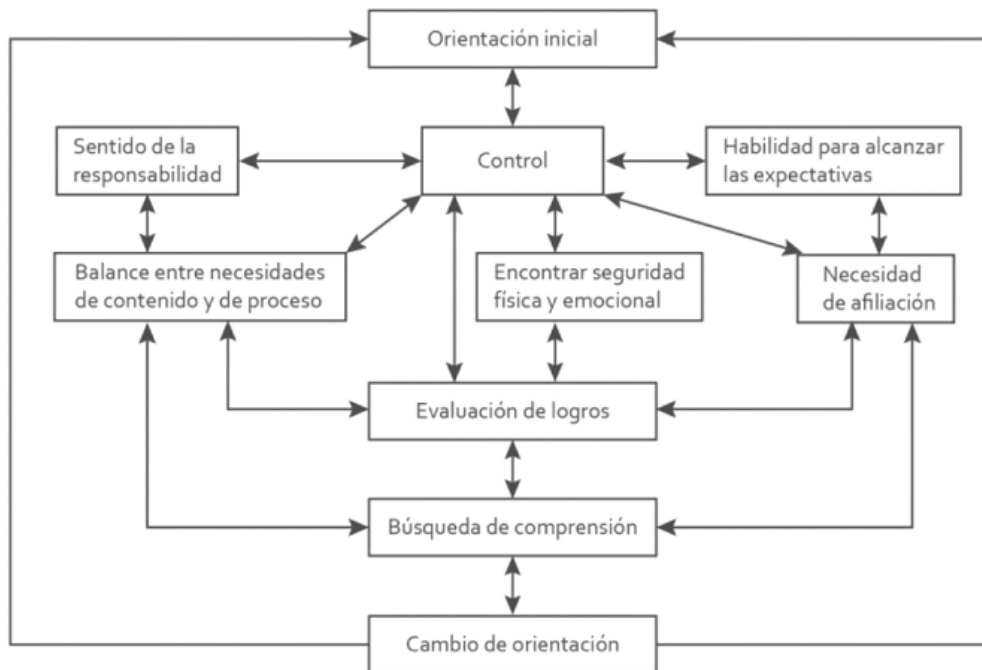 Orientación inicial
Sentido de la
responsabilidad
Control
Habilidad para alcanzar
las expectativas
Balance entre necesidades
de contenido y de proceso
Encontrar seguridad
física y emocional
Necesidad
de afiliación
Evaluación de logros
Búsqueda de comprensión
Cambio de orientación